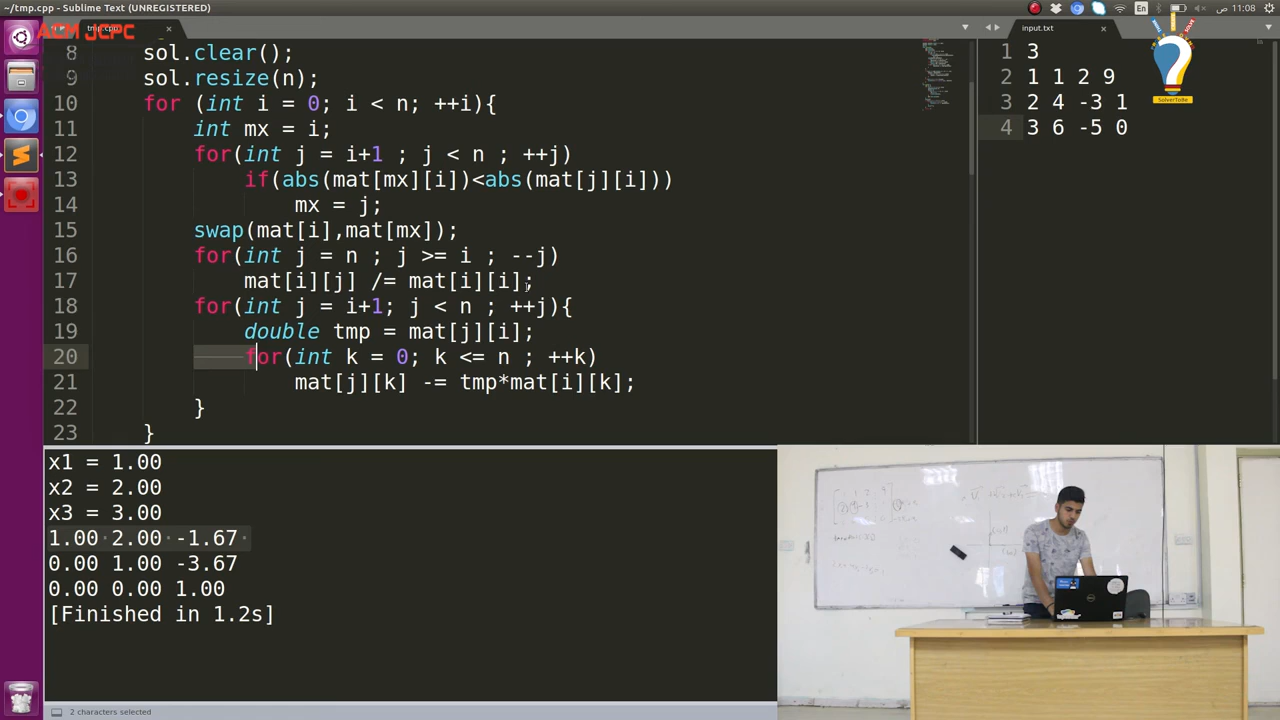 ~/tmp.cpp - Sublime Text (UNREGISTERED)
En
ص 11:08
ACM JCPC
tmp.cpp
input.txt
8 sol.clear();
9 sol.resize(n);
10 for (int i = 0; i < n; ++i){
11 int mx = i;
12 for(int j = i+1 ; j < n ; ++j)
13 if(abs(mat[mx][i])<abs(mat[j][i]))
14 mx = j;
15 swap(mat[i],mat[mx]);
16 for(int j = n ; j >= i ; --j)
17 mat[i][j] /= mat[i][i];
18 for(int j = i+1; j < n ; ++j){
19 double tmp = mat[j][i];
20 for(int k = 0; k <= n ; ++k)
21 mat[j][k] -= tmp*mat[i][k];
22 }
23 }
1 3
2 1 1 2 9
3 2 4 -3 1
4 3 6 -5 0
SolverToBe
x1 = 1.00
x2 = 2.00
x3 = 3.00
1.00 2.00 -1.67
0.00 1.00 -3.67
0.00 0.00 1.00
[Finished in 1.2s]
2 characters selected